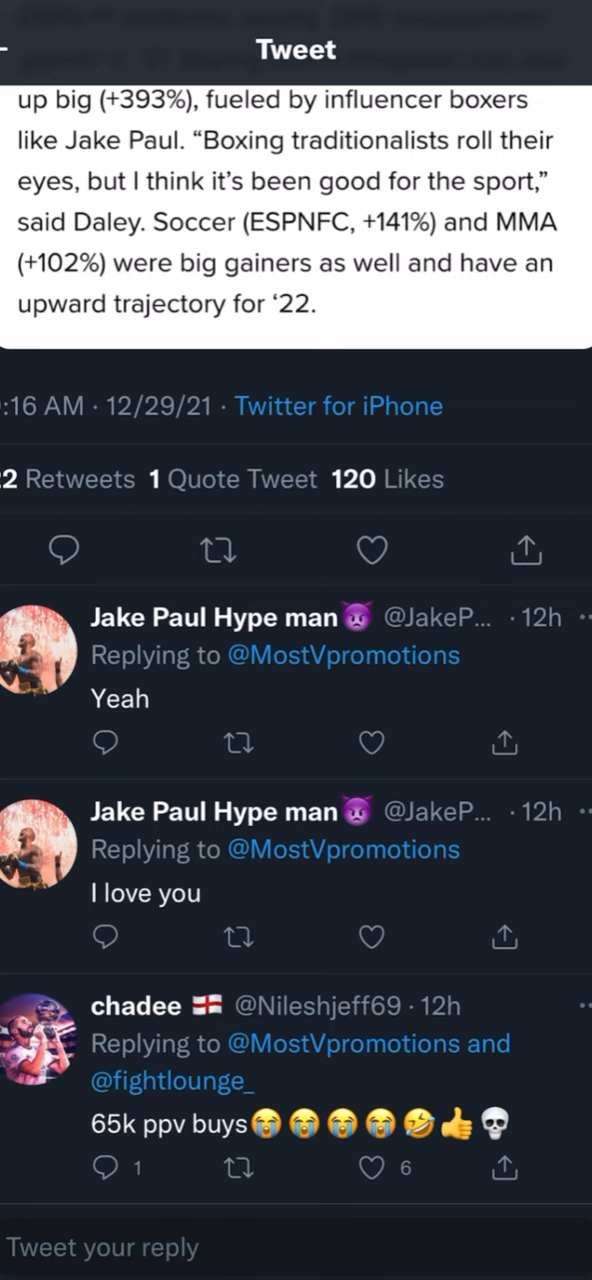 Tweet
up big (+393%), fueled by influencer boxers
like Jake Paul. “Boxing traditionalists roll their
eyes, but I think it’s been good for the sport,”
said Daley. Soccer (ESPNFC, +141%) and MMA
(+102%) were big gainers as well and have an
upward trajectory for ‘22.
:16 AM · 12/29/21 · Twitter for iPhone
2 Retweets 1 Quote Tweet 120 Likes
Jake Paul Hype man😈 @JakeP... · 12h
Replying to @MostVpromotions
Yeah
Jake Paul Hype man😈 @JakeP... · 12h
Replying to @MostVpromotions
I love you
chadee 🏴󠁧󠁢󠁥󠁮󠁧󠁿 @Nileshjeff69 · 12h
Replying to @MostVpromotions and
@fightlounge_
65k ppv buys😭😭😭😭🤣👍💀
1 6
Tweet your reply